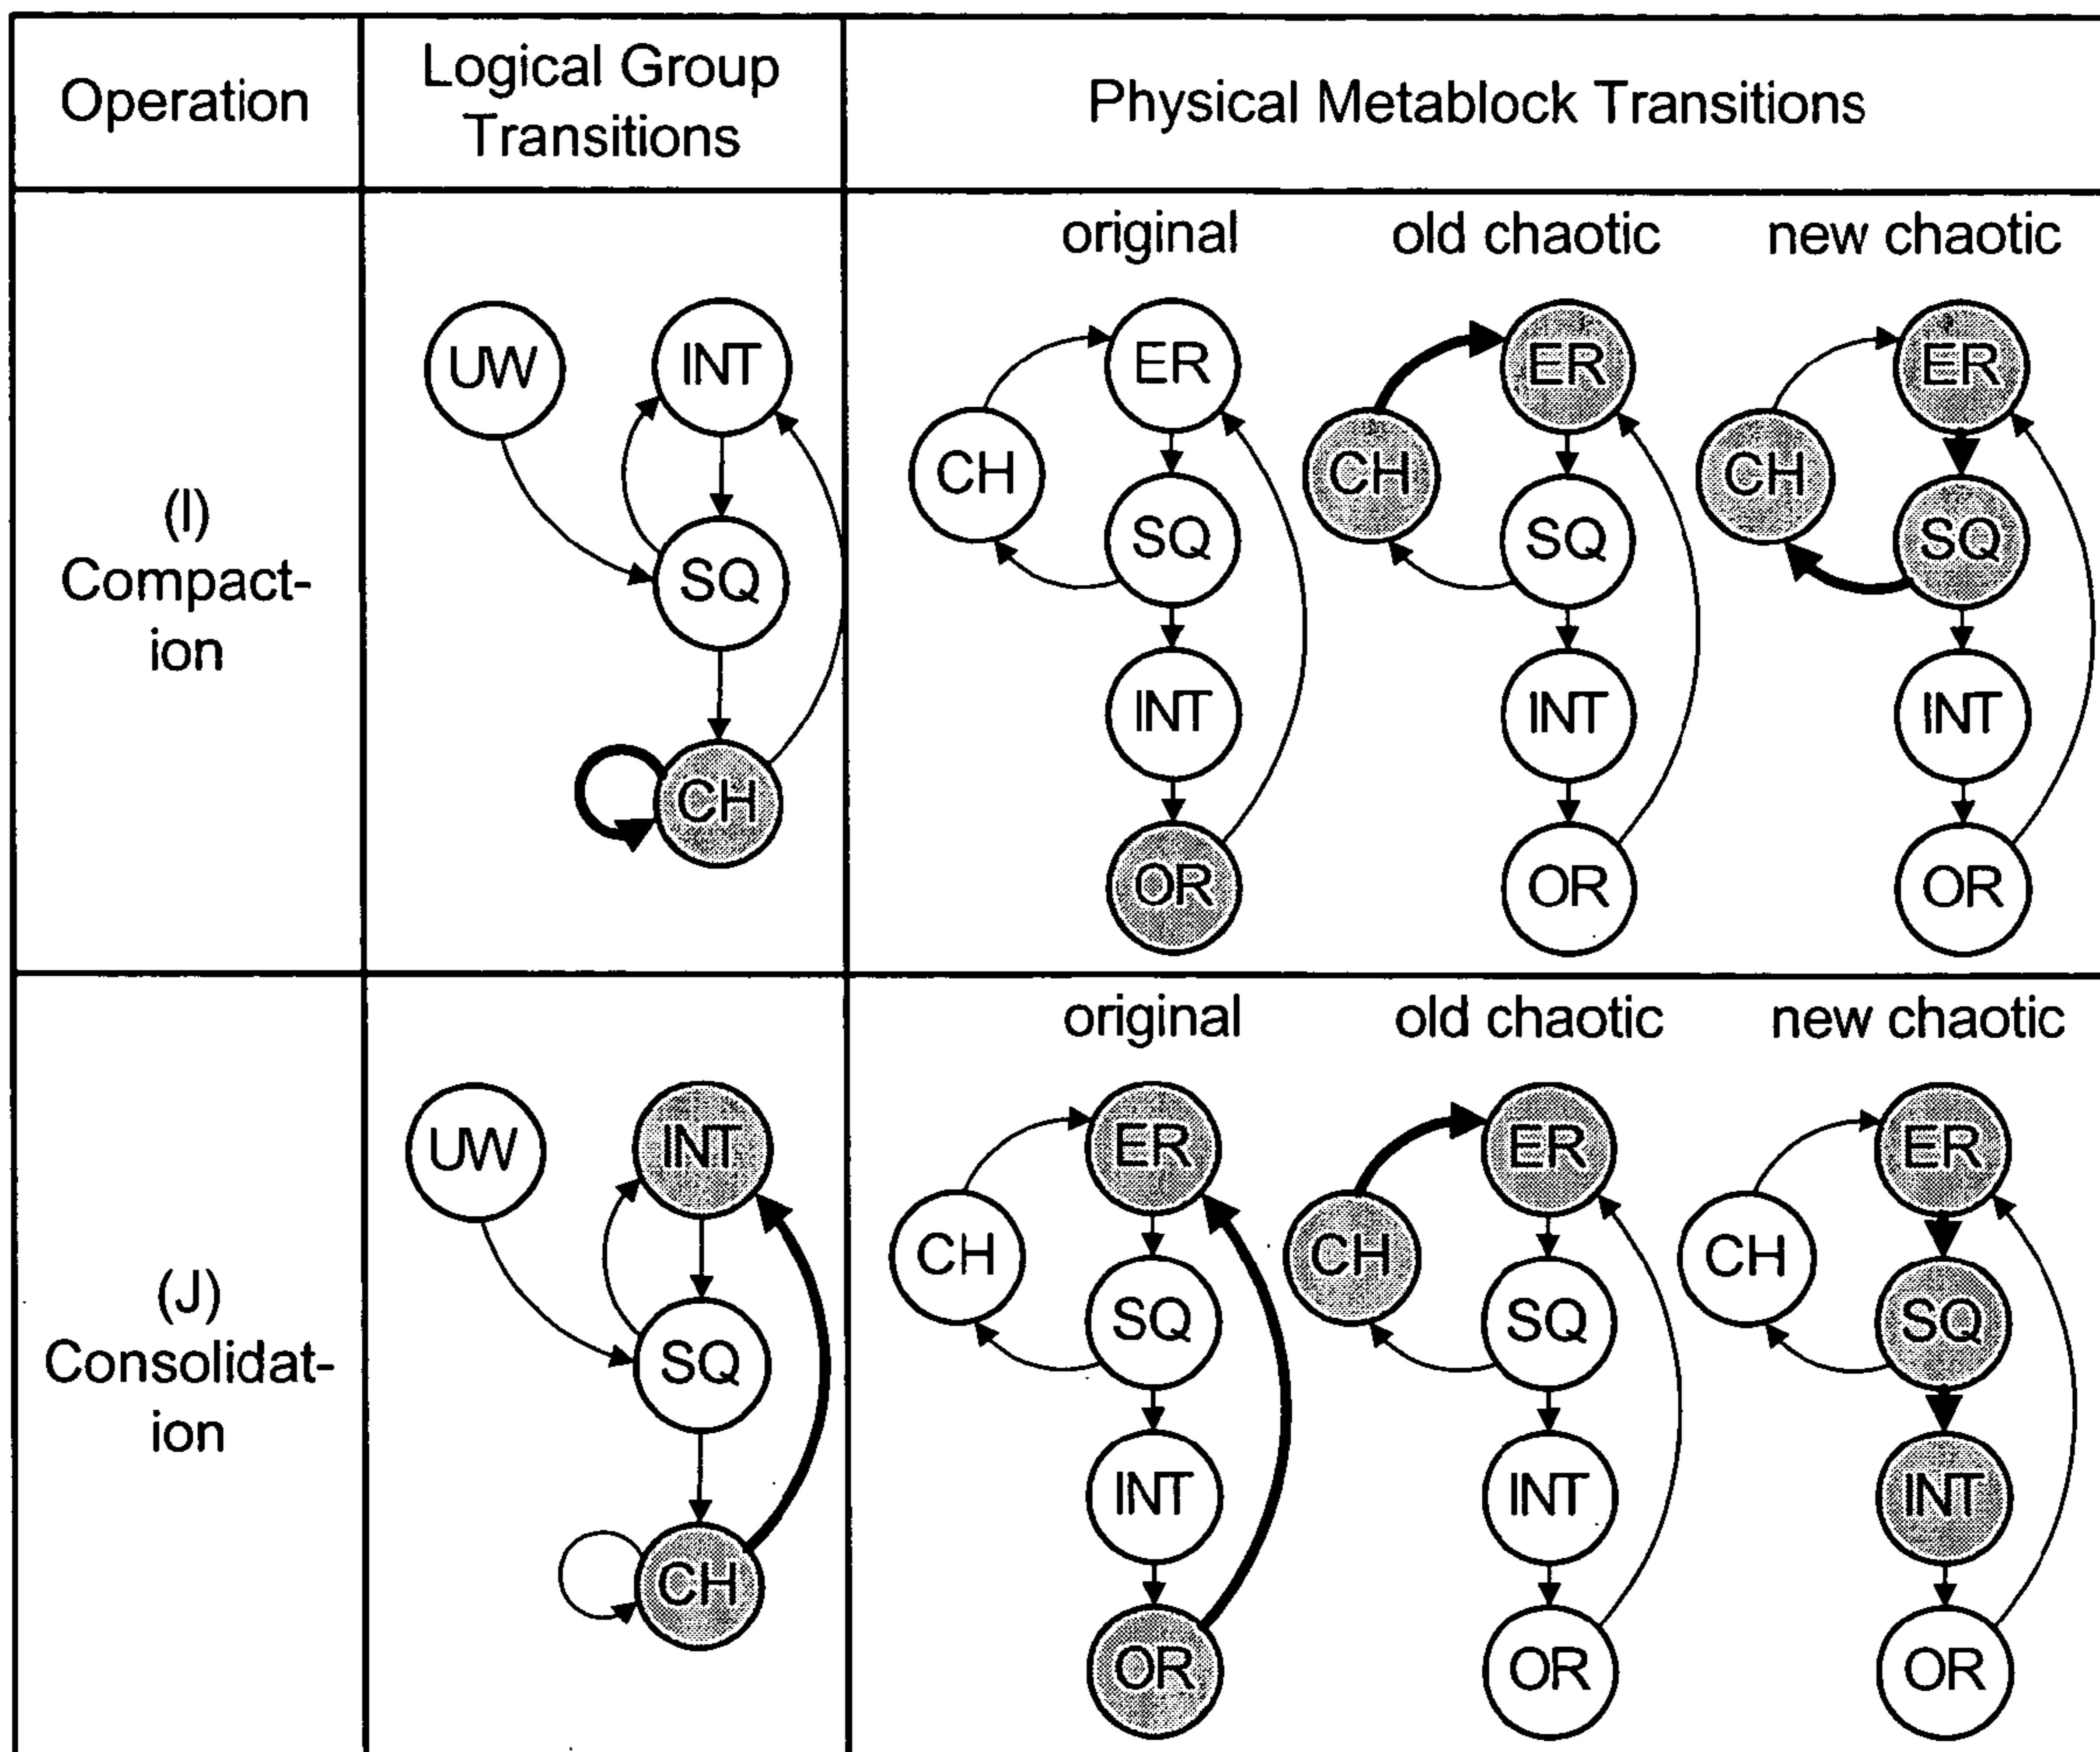 Operation
Logical Group
Transitions
Physical Metablock Transitions
(I)
Compact-
ion
UW
INT
SQ
CH
original
ER
CH
SQ
INT
OR
old chaotic
ER
CH
SQ
INT
OR
new chaotic
ER
CH
SQ
INT
OR
(J)
Consolidat-
ion
UW
INT
SQ
CH
original
ER
CH
SQ
INT
OR
old chaotic
ER
CH
SQ
INT
OR
new chaotic
ER
CH
SQ
INT
OR